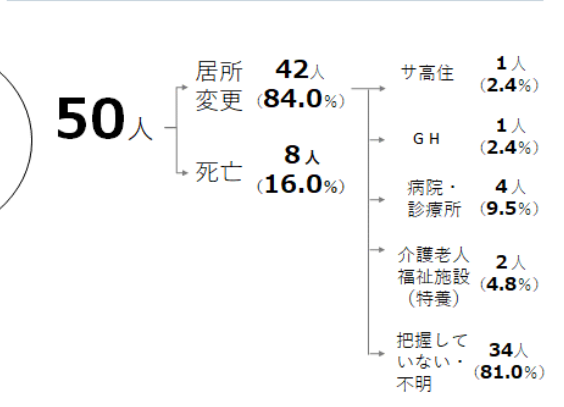 50人
居所
変更
42人
（84.0%）
死亡
8人
（16.0%）
サ高住
1人
（2.4%）
GH
1人
（2.4%）
病院・
診療所
4人
（9.5%）
介護老人
福祉施設
（特養）
2人
（4.8%）
把握して
いない・
不明
34人
（81.0%）